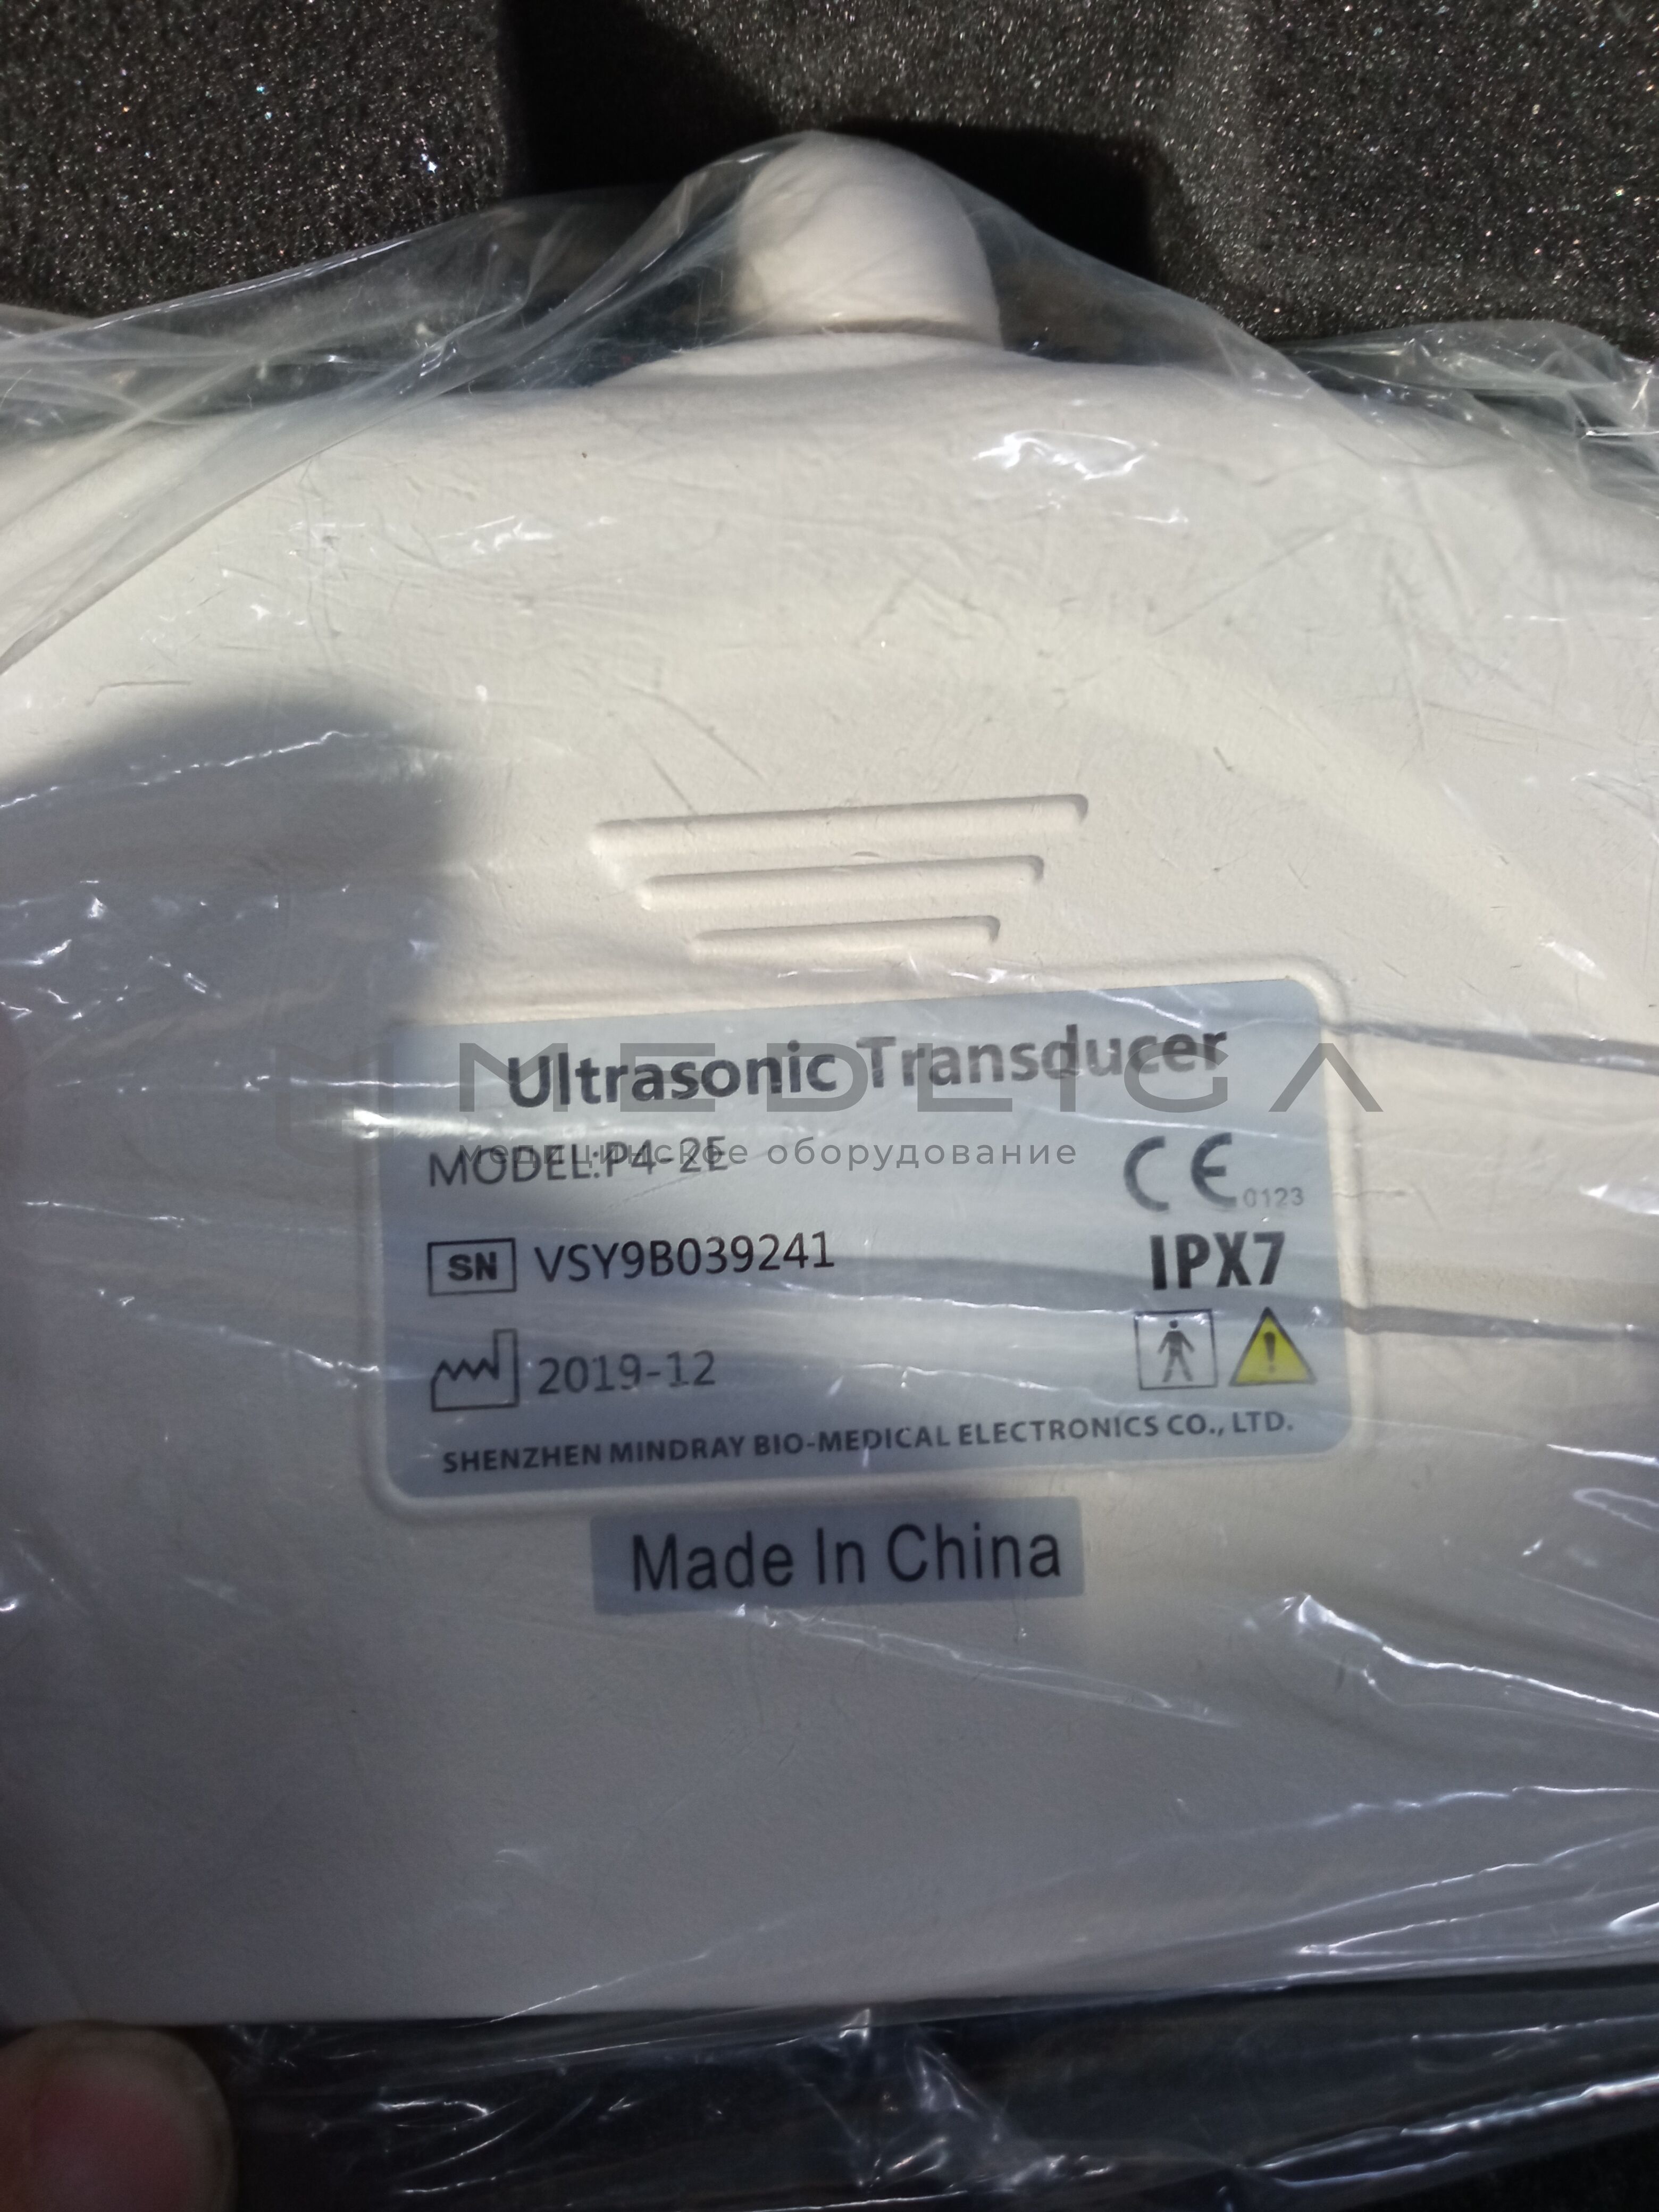 Ultrasonic Transducer
MEDLIGA
медицинское оборудование
MODEL:P4-2E
CE 0123
SN VSY9B039241
IPX7
2019-12
SHENZHEN MINDRAY BIO-MEDICAL ELECTRONICS CO., LTD.
Made In China